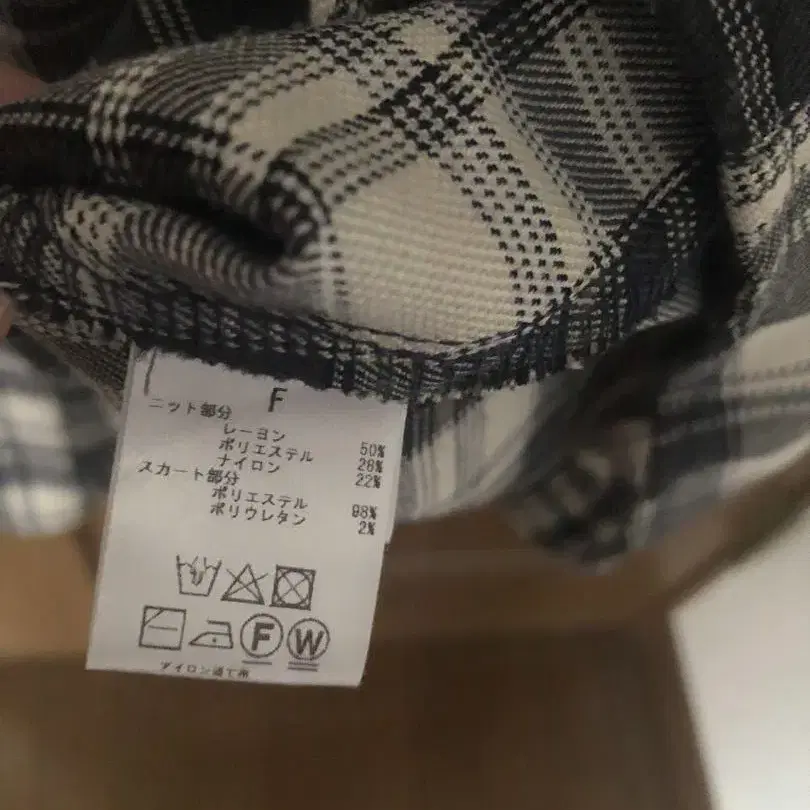 F
ニット部分
レーヨン 50%
ポリエステル 28%
ナイロン 22%
スカート部分
ポリエステル 98%
ポリウレタン 2%
F W